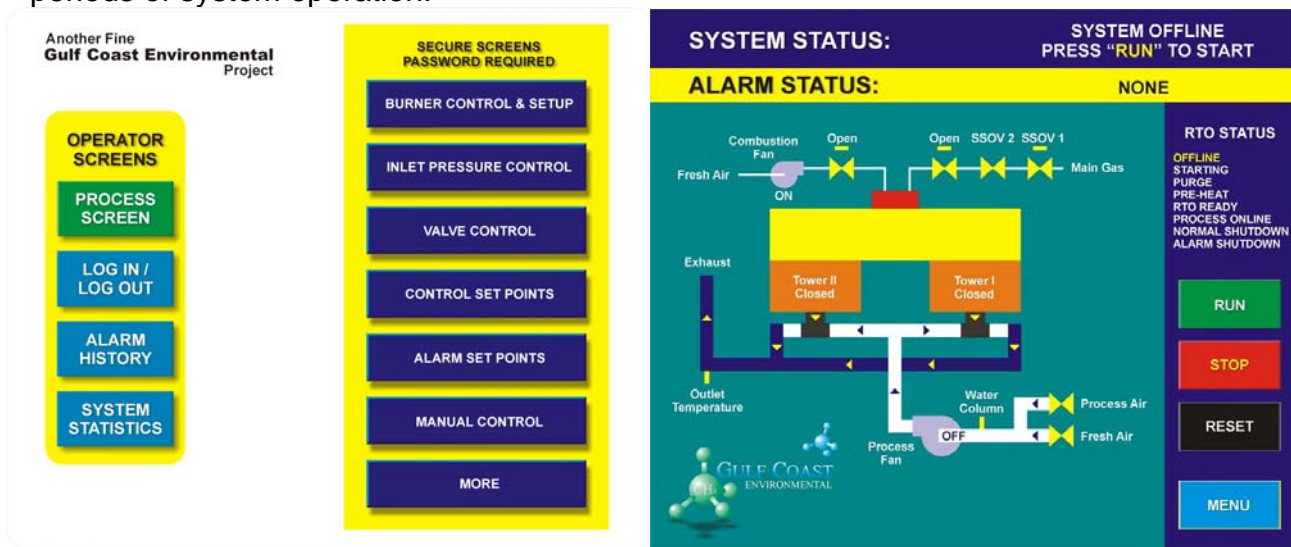 periods of system operation.
Another Fine
Gulf Coast Environmental
Project
OPERATOR
SCREENS
PROCESS
SCREEN
LOG IN /
LOG OUT
ALARM
HISTORY
SYSTEM
STATISTICS
SECURE SCREENS
PASSWORD REQUIRED
BURNER CONTROL & SETUP
INLET PRESSURE CONTROL
VALVE CONTROL
CONTROL SET POINTS
ALARM SET POINTS
MANUAL CONTROL
MORE
SYSTEM STATUS:
SYSTEM OFFLINE
PRESS “RUN” TO START
ALARM STATUS:
NONE
Combustion
Fan
Open
Open
SSOV 2
SSOV 1
Fresh Air
ON
Main Gas
Exhaust
Tower II
Closed
Tower I
Closed
Outlet
Temperature
Water
Column
Process Air
Process
Fan
OFF
Fresh Air
GULF COAST
ENVIRONMENTAL
RTO STATUS
OFFLINE
STARTING
PURGE
PRE-HEAT
RTO READY
PROCESS ONLINE
NORMAL SHUTDOWN
ALARM SHUTDOWN
RUN
STOP
RESET
MENU